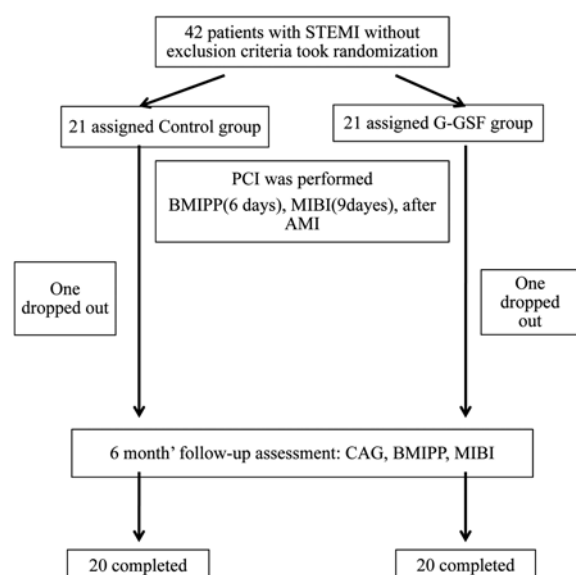 42 patients with STEMI without
exclusion criteria took randomization
21 assigned Control group
21 assigned G-GSF group
PCI was performed
BMIPP(6 days), MIBI(9dayes), after
AMI
One
dropped out
One
dropped
out
6 month’ follow-up assessment: CAG, BMIPP, MIBI
20 completed
20 completed